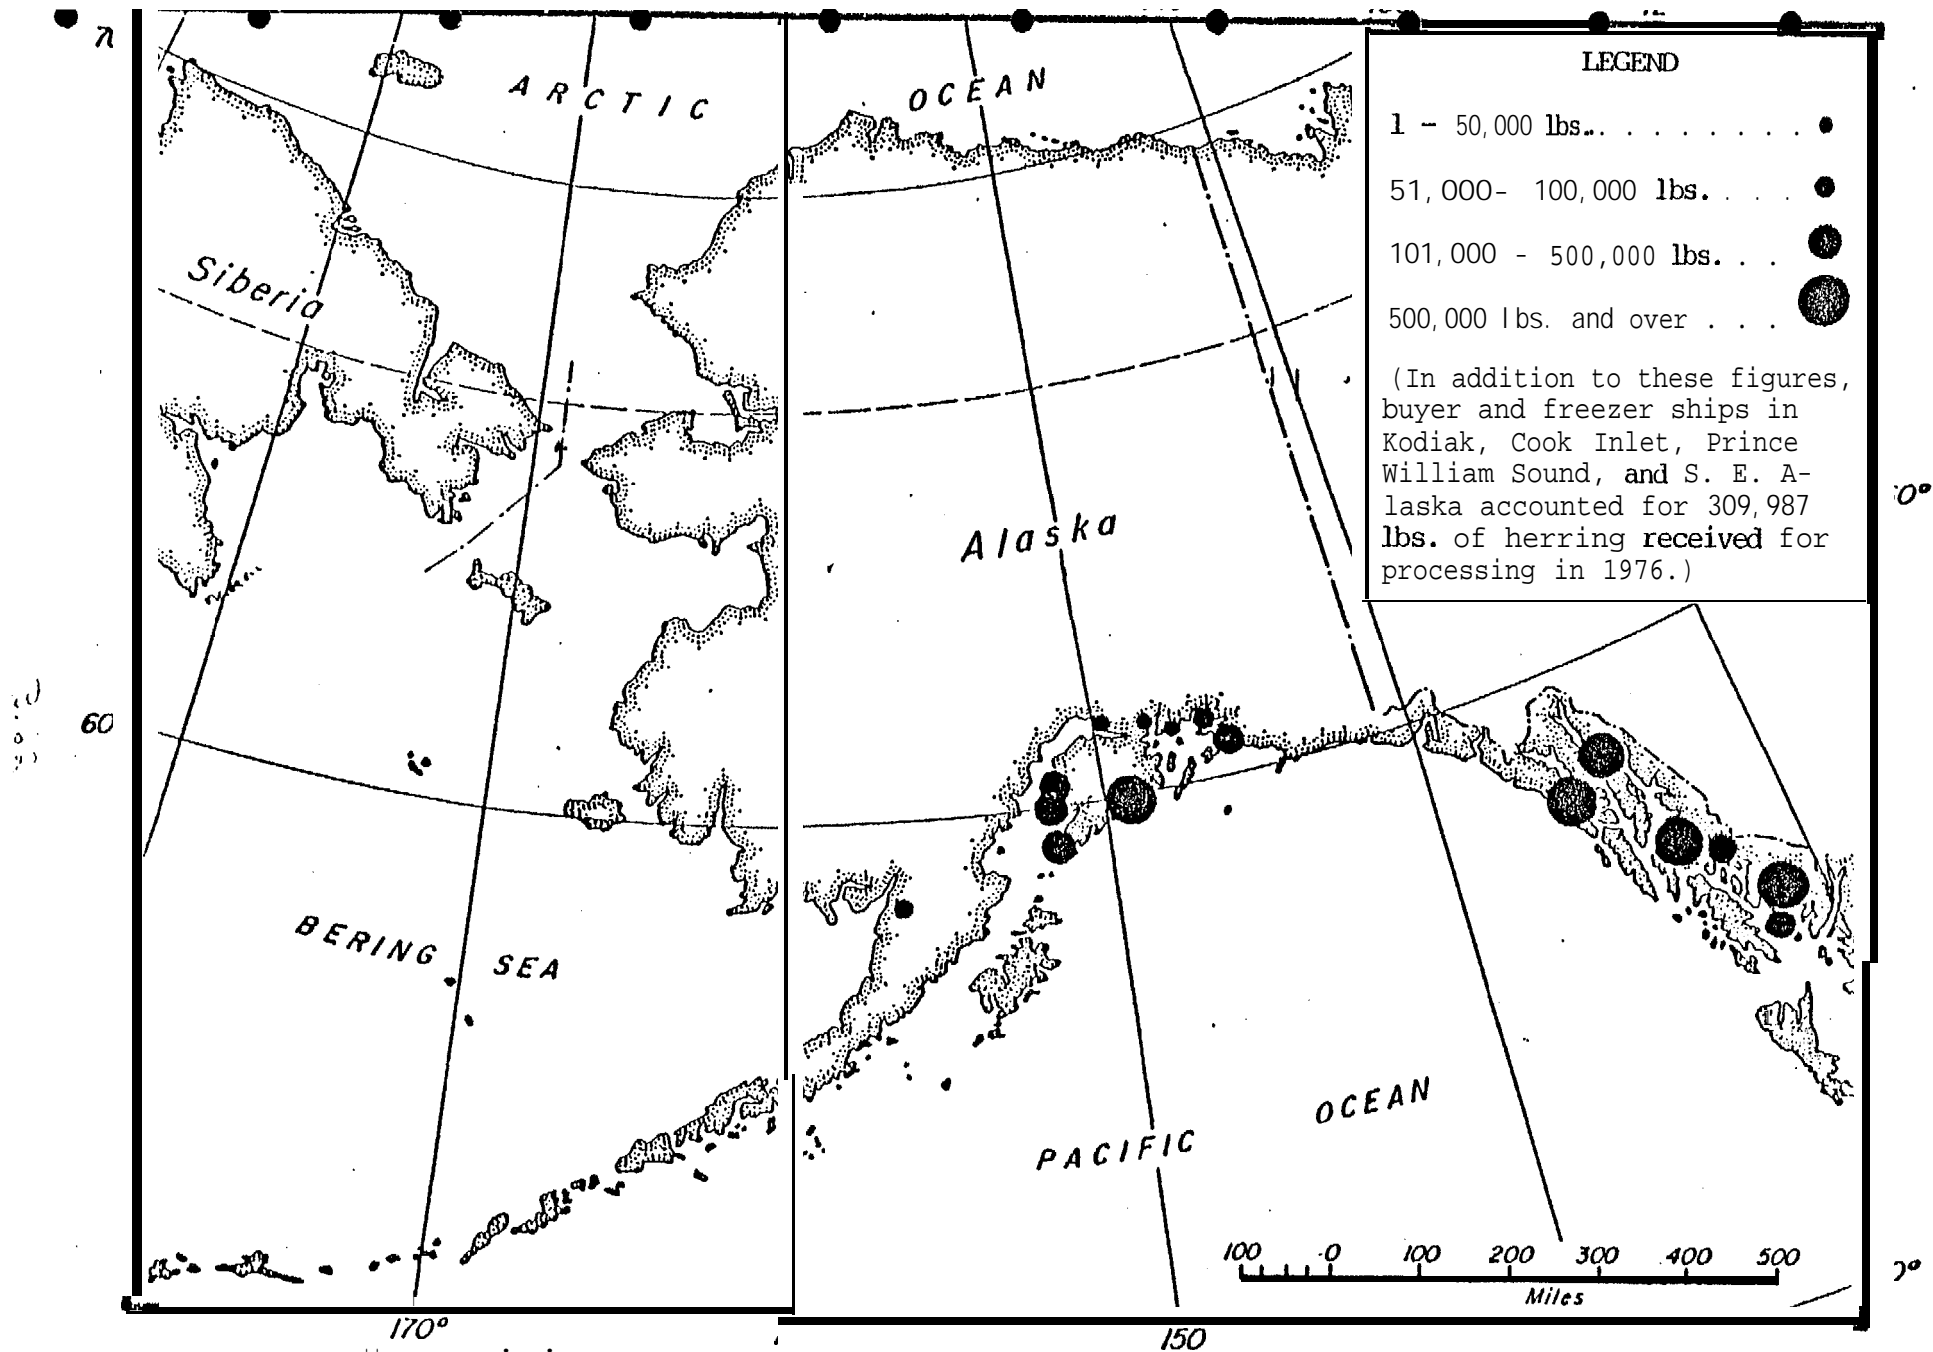 ARCTIC
OCEAN
LEGEND
1 - 50,000 lbs.. . . . . . . . . .
51,000- 100,000 lbs. . . . .
101,000 - 500,000 lbs. . . .
500,000 lbs. and over . . .
(In addition to these figures,
buyer and freezer ships in
Kodiak, Cook Inlet, Prince
William Sound, and S. E. A-
laska accounted for 309,987
lbs. of herring received for
processing in 1976.)
Siberia
Alaska
60
BERING SEA
PACIFIC
OCEAN
100 0 100 200 300 400 500
Miles
170°
150